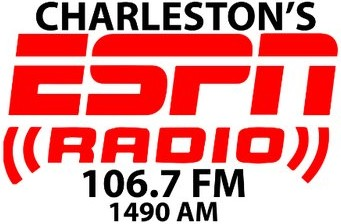 CHARLESTON'S
ESPN
RADIO
106.7 FM
1490 AM